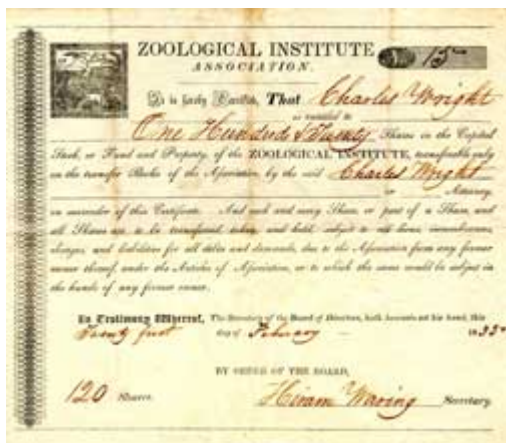 ZOOLOGICAL INSTITUTE
ASSOCIATION.
No 15
It is hereby Certified, That Charles Wright
is entitled to
One Hundred & Twenty Shares in the Capital
Stock, or Fund and Property, of the ZOOLOGICAL INSTITUTE, transferable only
on the transfer Books of the Association by the said Charles Wright
or Attorney
on surrender of this Certificate. And each and every Share, or part of a Share, and
all Shares are to be transferred, taken, and held, subject to all liens, incumbrances,
charges, and liabilities for all debts and demands, due to the Association from any former
owner thereof, under the Articles of Association, or to which the same would be subject in
the hands of any former owner.
In Testimony Whereof, The Secretary of the Board of Directors, hath hereunto set his hand, this
Twenty first day of February 1835
BY ORDER OF THE BOARD,
120 Shares. Hiram Waring Secretary